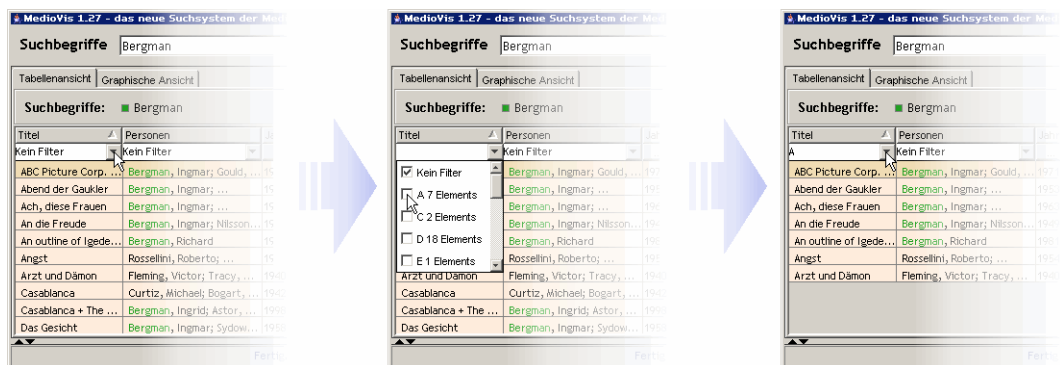 MedioVis 1.27 - das neue Suchsystem der Me
Suchbegriffe Bergman
Tabellenansicht Graphische Ansicht
Suchbegriffe: Bergman
Titel Personen
Kein Filter Kein Filter
ABC Picture Corp. ... Bergman, Ingmar; Gould, ...
Abend der Gaukler Bergman, Ingmar; ...
Ach, diese Frauen Bergman, Ingmar; ...
An die Freude Bergman, Ingmar; Nilsson...
An outline of Igede... Bergman, Richard
Angst Rossellini, Roberto; ...
Arzt und Dämon Fleming, Victor; Tracy, ...
Casablanca Curtiz, Michael; Bogart, ...
Casablanca + The ... Bergman, Ingrid; Astor, ...
Das Gesicht Bergman, Ingmar; Sydow...
MedioVis 1.27 - das neue Suchsystem der Me
Suchbegriffe Bergman
Tabellenansicht Graphische Ansicht
Suchbegriffe: Bergman
Titel Personen
Kein Filter
Kein Filter Bergman, Ingmar; Gould, ...
A 7 Elements Bergman, Ingmar; ...
Bergman, Ingmar; ...
C 2 Elements Bergman, Ingmar; Nilsson...
D 18 Elements Bergman, Richard
E 1 Elements Rossellini, Roberto; ...
Arzt und Dämon Fleming, Victor; Tracy, ...
Casablanca Curtiz, Michael; Bogart, ...
Casablanca + The ... Bergman, Ingrid; Astor, ...
Das Gesicht Bergman, Ingmar; Sydow...
MedioVis 1.27 - das neue Suchsystem der Me
Suchbegriffe Bergman
Tabellenansicht Graphische Ansicht
Suchbegriffe: Bergman
Titel Personen
A Kein Filter
ABC Picture Corp. ... Bergman, Ingmar; Gould, ...
Abend der Gaukler Bergman, Ingmar; ...
Ach, diese Frauen Bergman, Ingmar; ...
An die Freude Bergman, Ingmar; Nilsson...
An outline of Igede... Bergman, Richard
Angst Rossellini, Roberto; ...
Arzt und Dämon Fleming, Victor; Tracy, ...